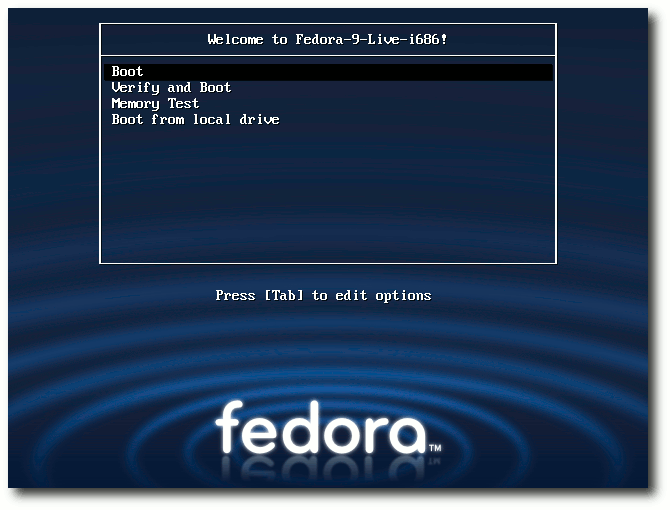 Welcome to Fedora-9-Live-i686!
Boot
Verify and Boot
Memory Test
Boot from local drive
Press [Tab] to edit options
fedora™